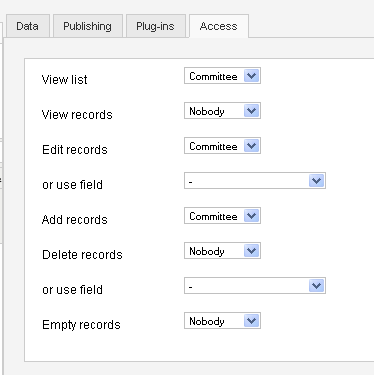 Data Publishing Plug-ins Access
View list Committee
View records Nobody
Edit records Committee
or use field -
Add records Committee
Delete records Nobody
or use field -
Empty records Nobody